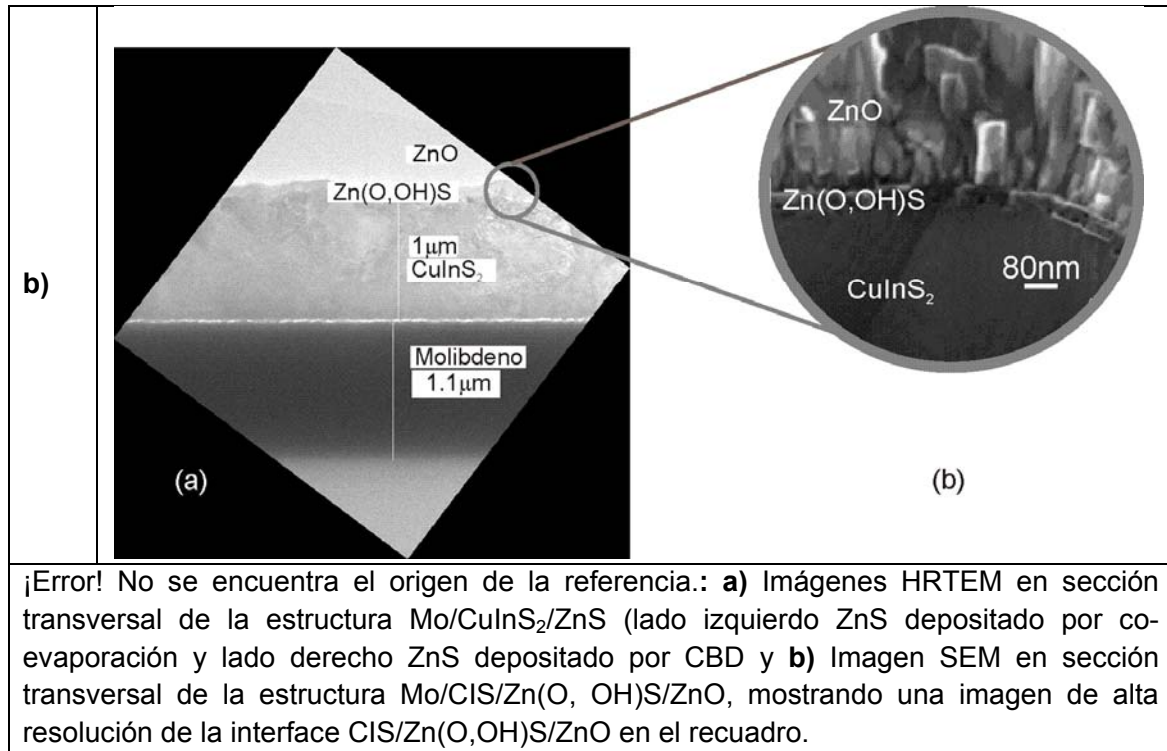 b)
ZnO
Zn(O,OH)S
1μm
CuInS₂
Molibdeno
1.1μm
(a)
ZnO
Zn(O,OH)S
80nm
CuInS₂
(b)
¡Error! No se encuentra el origen de la referencia.: a) Imágenes HRTEM en sección
transversal de la estructura Mo/CuInS₂/ZnS (lado izquierdo ZnS depositado por co-
evaporación y lado derecho ZnS depositado por CBD y b) Imagen SEM en sección
transversal de la estructura Mo/CIS/Zn(O, OH)S/ZnO, mostrando una imagen de alta
resolución de la interface CIS/Zn(O,OH)S/ZnO en el recuadro.